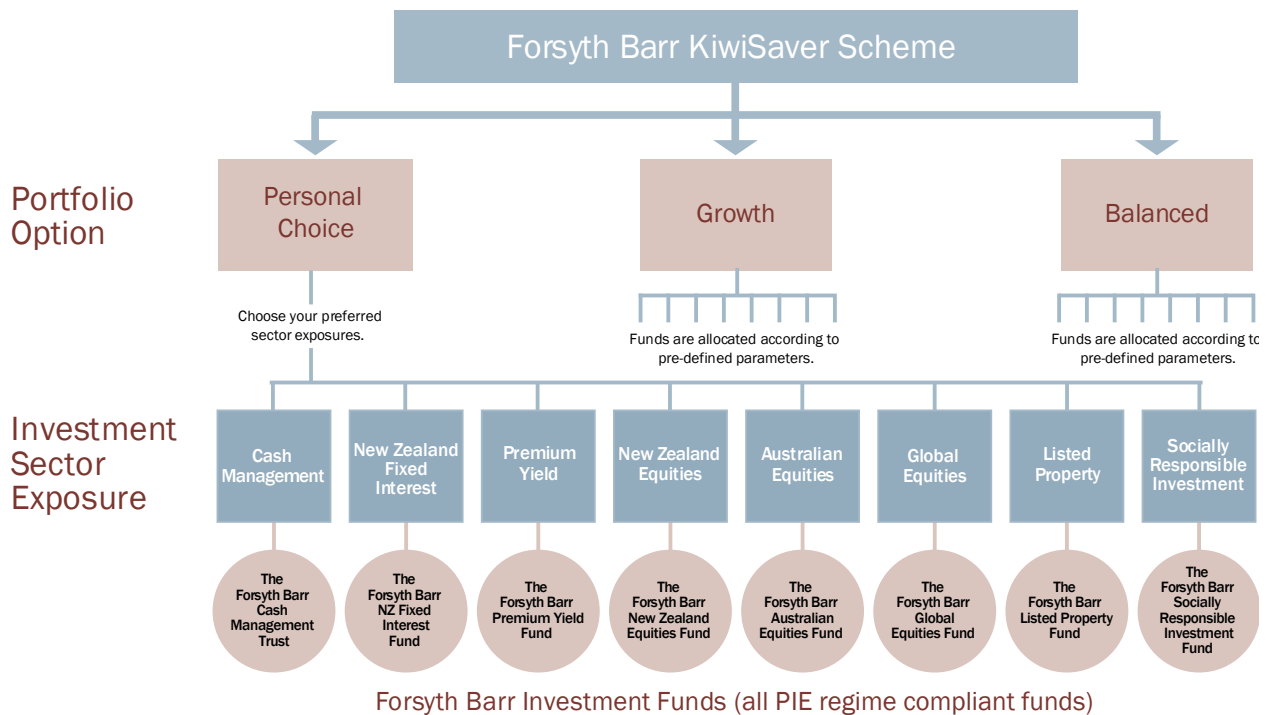 Forsyth Barr KiwiSaver Scheme
Portfolio
Option
Personal
Choice
Growth
Balanced
Choose your preferred
sector exposures.
Funds are allocated according to
pre-defined parameters.
Funds are allocated according to
pre-defined parameters.
Investment
Sector
Exposure
Cash
Management
New Zealand
Fixed
Interest
Premium
Yield
New Zealand
Equities
Australian
Equities
Global
Equities
Listed
Property
Socially
Responsible
Investment
The
Forsyth Barr
Cash
Management
Trust
The
Forsyth Barr
NZ Fixed
Interest
Fund
The
Forsyth Barr
Premium Yield
Fund
The
Forsyth Barr
New Zealand
Equities Fund
The
Forsyth Barr
Australian
Equities Fund
The
Forsyth Barr
Global
Equities Fund
The
Forsyth Barr
Listed Property
Fund
The
Forsyth Barr
Socially
Responsible
Investment
Fund
Forsyth Barr Investment Funds (all PIE regime compliant funds)